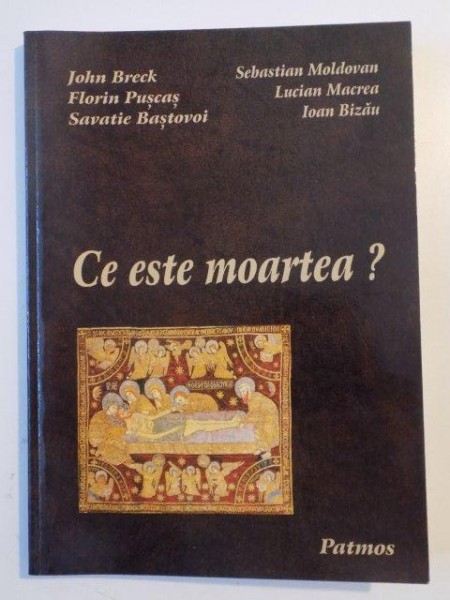 John Breck
Florin Pușcaș
Savatie Baștovoi
Sebastian Moldovan
Lucian Macrea
Ioan Bizău
Ce este moartea ?
Patmos